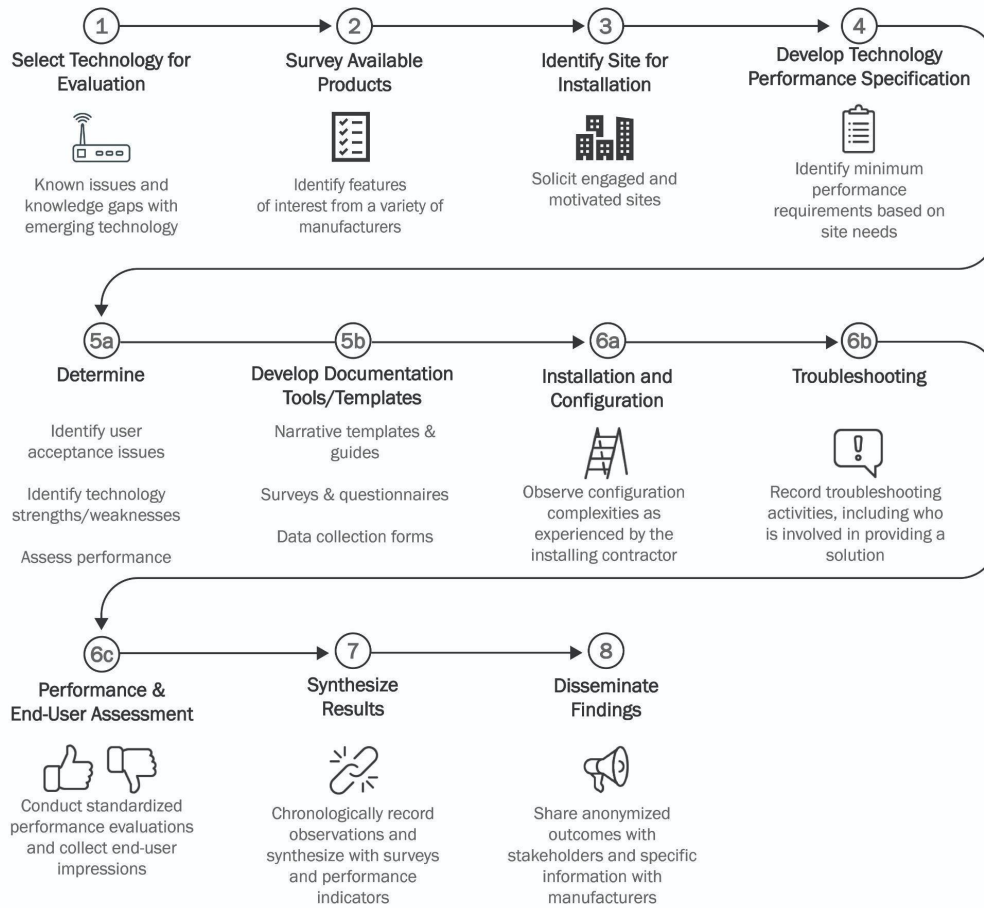 1
Select Technology for
Evaluation
Known issues and
knowledge gaps with
emerging technology
2
Survey Available
Products
Identify features
of interest from a variety of
manufacturers
3
Identify Site for
Installation
Solicit engaged and
motivated sites
4
Develop Technology
Performance Specification
Identify minimum
performance
requirements based on
site needs
5a
Determine
Identify user
acceptance issues
Identify technology
strengths/weaknesses
Assess performance
5b
Develop Documentation
Tools/Templates
Narrative templates &
guides
Surveys & questionnaires
Data collection forms
6a
Installation and
Configuration
Observe configuration
complexities as
experienced by the
installing contractor
6b
Troubleshooting
Record troubleshooting
activities, including who
is involved in providing a
solution
6c
Performance &
End-User Assessment
Conduct standardized
performance evaluations
and collect end-user
impressions
7
Synthesize
Results
Chronologically record
observations and
synthesize with surveys
and performance
indicators
8
Disseminate
Findings
Share anonymized
outcomes with
stakeholders and specific
information with
manufacturers